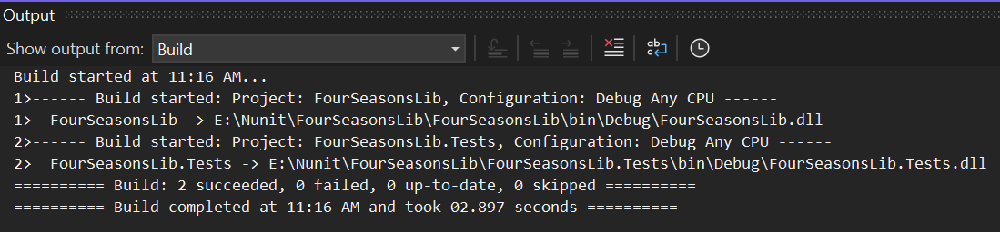 Output
Show output from: Build
Build started at 11:16 AM...
1>------ Build started: Project: FourSeasonsLib, Configuration: Debug Any CPU ------
1>  FourSeasonsLib -> E:\Nunit\FourSeasonsLib\FourSeasonsLib\bin\Debug\FourSeasonsLib.dll
2>------ Build started: Project: FourSeasonsLib.Tests, Configuration: Debug Any CPU ------
2>  FourSeasonsLib.Tests -> E:\Nunit\FourSeasonsLib\FourSeasonsLib.Tests\bin\Debug\FourSeasonsLib.Tests.dll
========== Build: 2 succeeded, 0 failed, 0 up-to-date, 0 skipped ==========
========== Build completed at 11:16 AM and took 02.897 seconds ==========